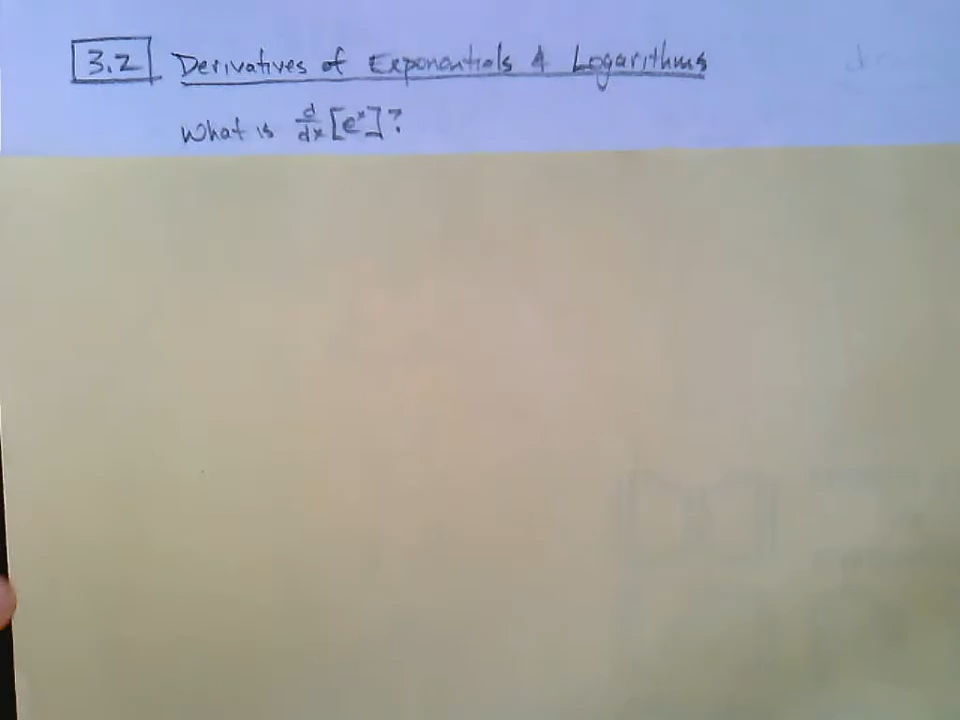 3.2 Derivatives of Exponentials & Logarithms
What is d/dx [e^x]?